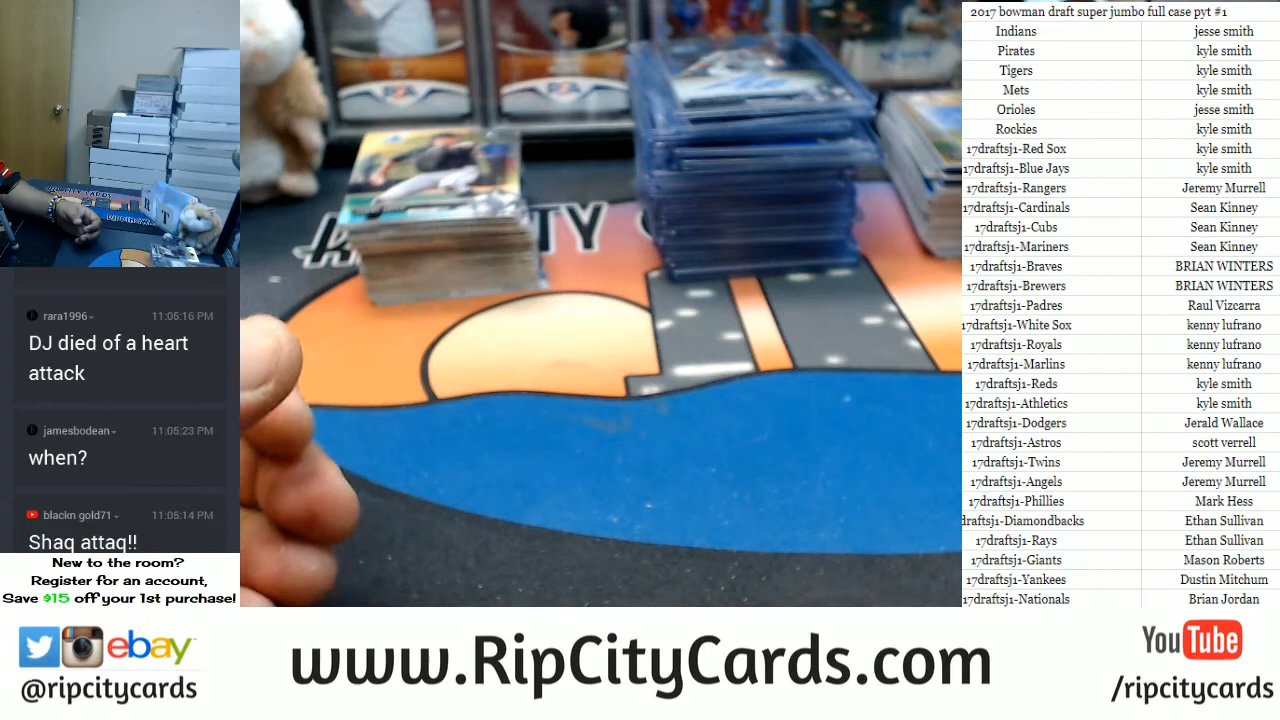 2017 bowman draft super jumbo full case pyt #1
Indians jesse smith
Pirates kyle smith
Tigers kyle smith
Mets kyle smith
Orioles jesse smith
Rockies kyle smith
17draftsj1-Red Sox kyle smith
17draftsj1-Blue Jays kyle smith
17draftsj1-Rangers Jeremy Murrell
17draftsj1-Cardinals Sean Kinney
17draftsj1-Cubs Sean Kinney
17draftsj1-Mariners Sean Kinney
17draftsj1-Braves BRIAN WINTERS
17draftsj1-Brewers BRIAN WINTERS
17draftsj1-Padres Raul Vizcarra
17draftsj1-White Sox kenny lufrano
17draftsj1-Royals kenny lufrano
17draftsj1-Marlins kenny lufrano
17draftsj1-Reds kyle smith
17draftsj1-Athletics kyle smith
17draftsj1-Dodgers Jerald Wallace
17draftsj1-Astros scott verrell
17draftsj1-Twins Jeremy Murrell
17draftsj1-Angels Jeremy Murrell
17draftsj1-Phillies Mark Hess
draftsj1-Diamondbacks Ethan Sullivan
17draftsj1-Rays Ethan Sullivan
17draftsj1-Giants Mason Roberts
17draftsj1-Yankees Dustin Mitchum
17draftsj1-Nationals Brian Jordan
rara1996 11:05:16 PM
DJ died of a heart
attack
jamesbodean 11:05:23 PM
when?
blackn gold71 11:05:14 PM
Shaq attaq!!
New to the room?
Register for an account,
Save $15 off your 1st purchase!
ebay
@ripcitycards
www.RipCityCards.com
YouTube
/ripcitycards